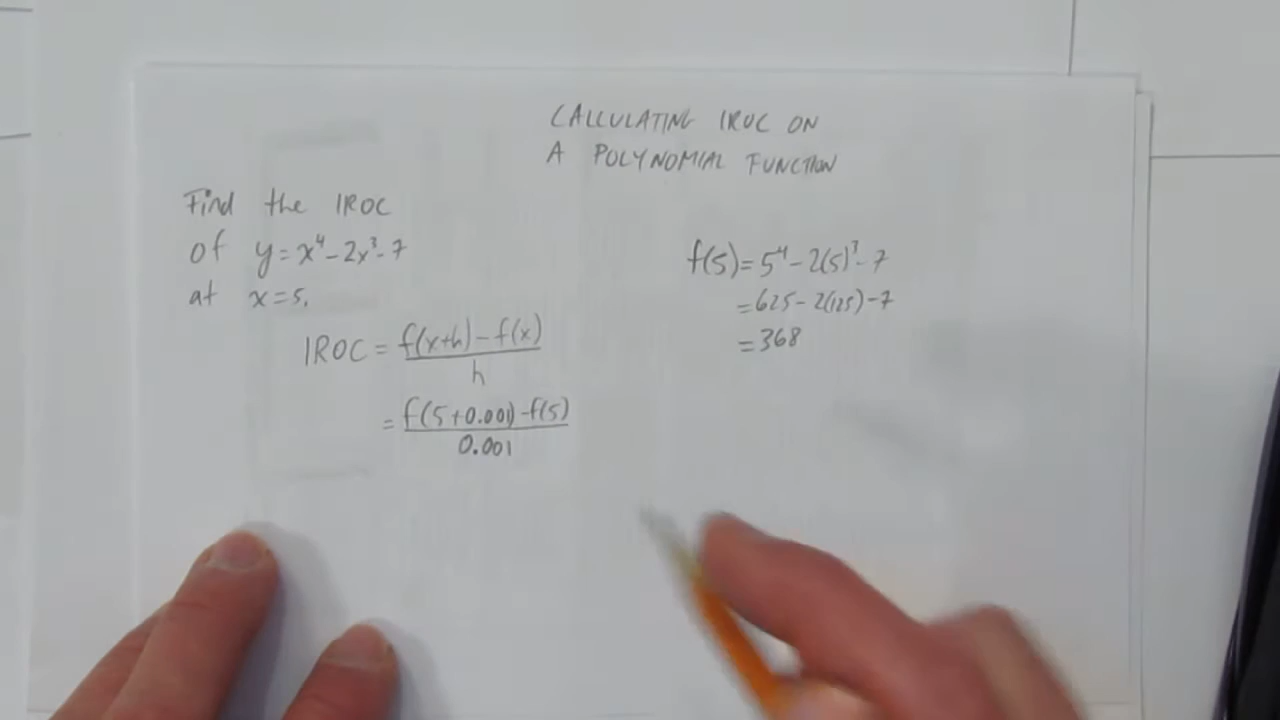 CALCULATING IROC ON
A POLYNOMIAL FUNCTION
Find the IROC
of y=x⁴-2x³-7
at x=5.
IROC = f(x+h)-f(x)
h
= f(5+0.001)-f(5)
0.001
f(5)=5⁴-2(5)³-7
=625-2(125)-7
=368